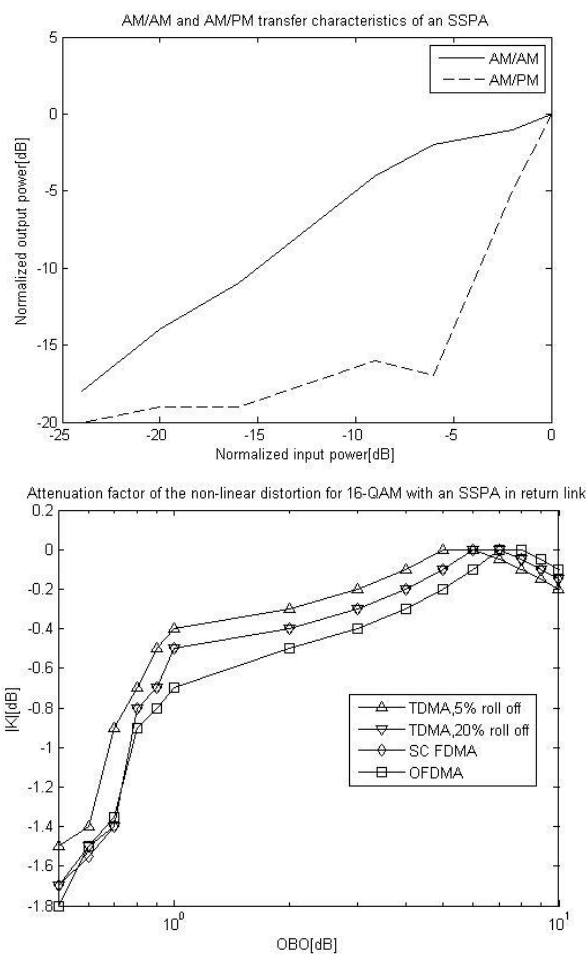 AM/AM and AM/PM transfer characteristics of an SSPA
5
0
-5
-10
-15
-20
Normalized output power[dB]
AM/AM
AM/PM
-25 -20 -15 -10 -5 0
Normalized input power[dB]
Attenuation factor of the non-linear distortion for 16-QAM with an SSPA in return link
0.2
0
-0.2
-0.4
-0.6
-0.8
-1
-1.2
-1.4
-1.6
-1.8
|K|[dB]
TDMA,5% roll off
TDMA,20% roll off
SC FDMA
OFDMA
10⁰ 10¹
OBO[dB]